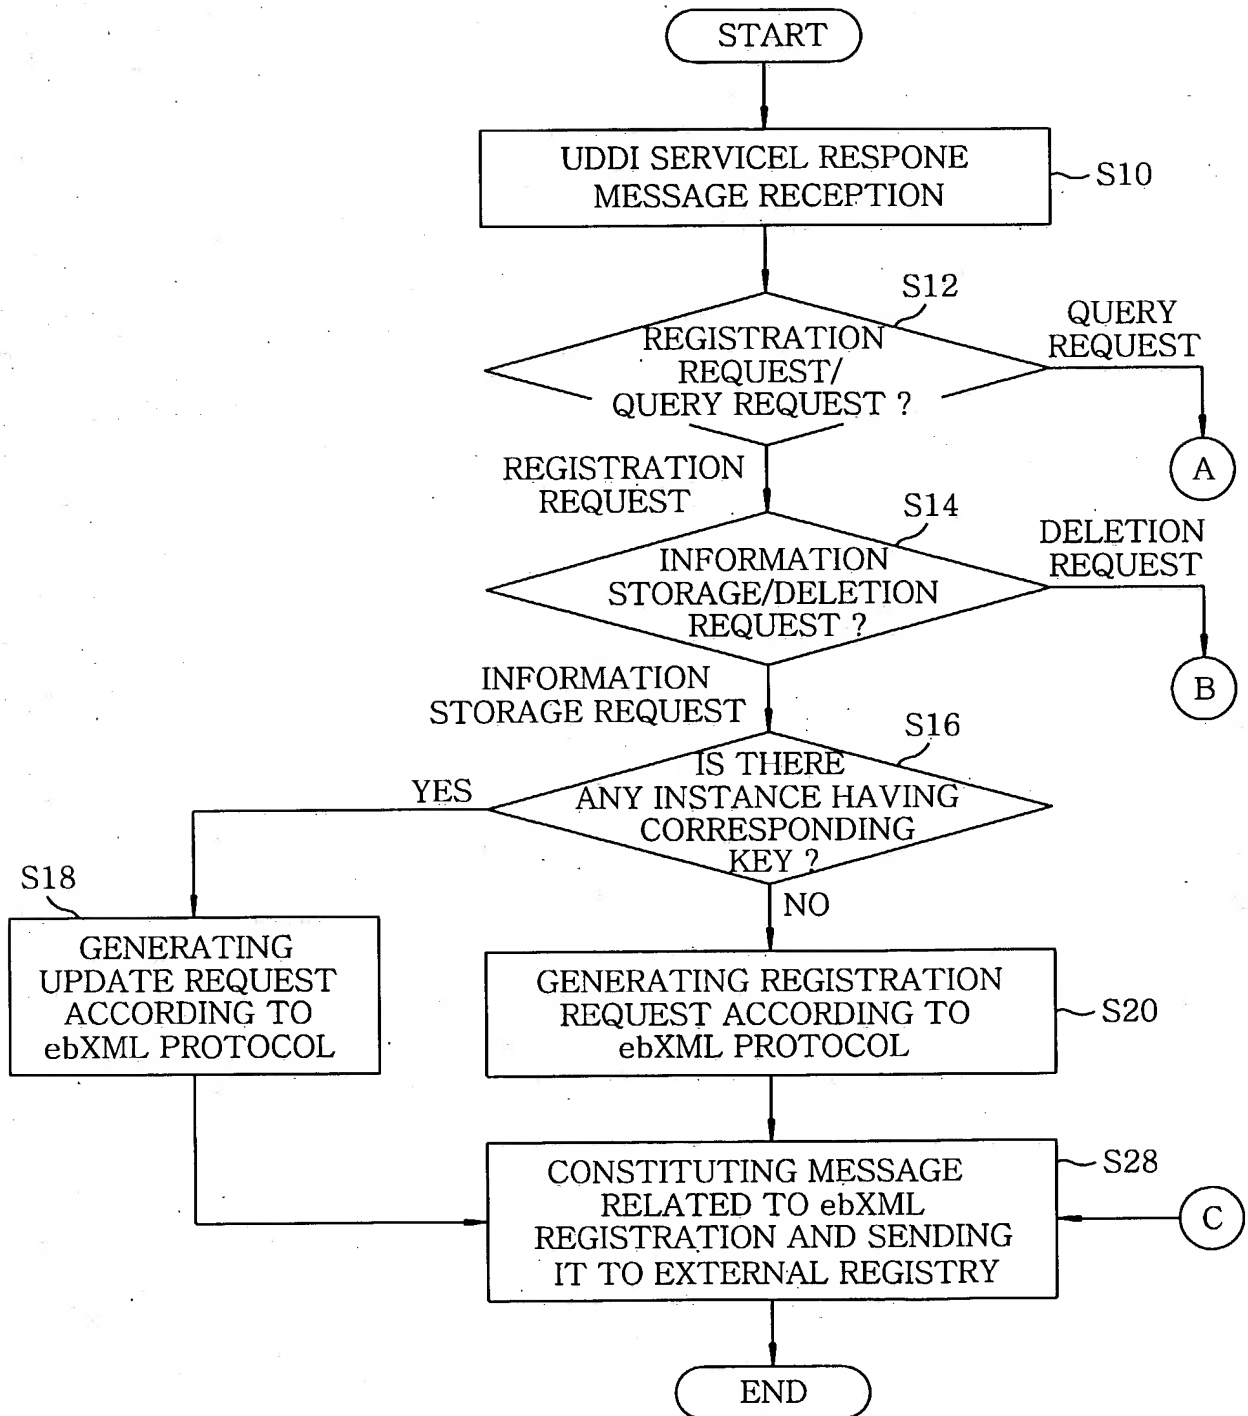 START
UDDI SERVICEL RESPONE
MESSAGE RECEPTION
S10
S12
REGISTRATION
REQUEST/
QUERY REQUEST ?
QUERY
REQUEST
A
REGISTRATION
REQUEST
S14
INFORMATION
STORAGE/DELETION
REQUEST ?
DELETION
REQUEST
B
INFORMATION
STORAGE REQUEST
S16
IS THERE
ANY INSTANCE HAVING
CORRESPONDING
KEY ?
YES
NO
S18
GENERATING
UPDATE REQUEST
ACCORDING TO
ebXML PROTOCOL
GENERATING REGISTRATION
REQUEST ACCORDING TO
ebXML PROTOCOL
S20
CONSTITUTING MESSAGE
RELATED TO ebXML
REGISTRATION AND SENDING
IT TO EXTERNAL REGISTRY
S28
C
END